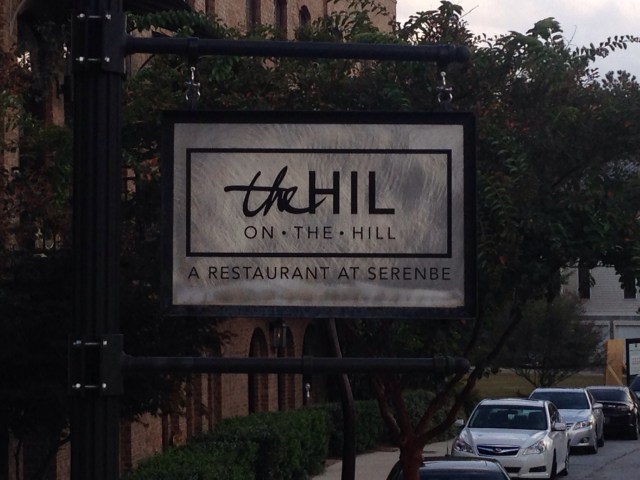 the HIL
ON • THE • HILL
A RESTAURANT AT SERENBE